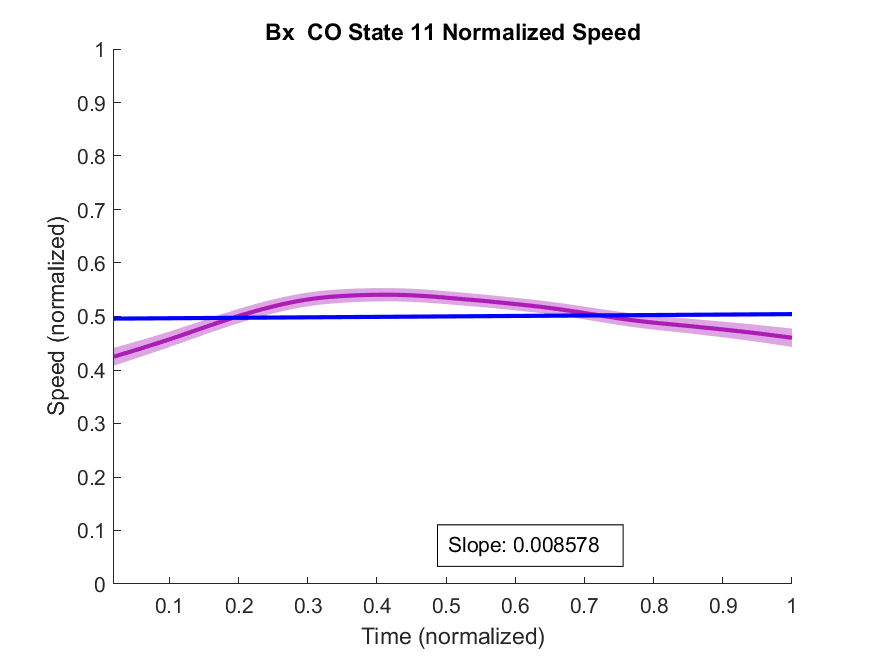 Bx  CO State 11 Normalized Speed
1
0.9
0.8
0.7
0.6
0.5
0.4
0.3
0.2
0.1
0
Speed (normalized)
Slope: 0.008578
0.1 0.2 0.3 0.4 0.5 0.6 0.7 0.8 0.9 1
Time (normalized)